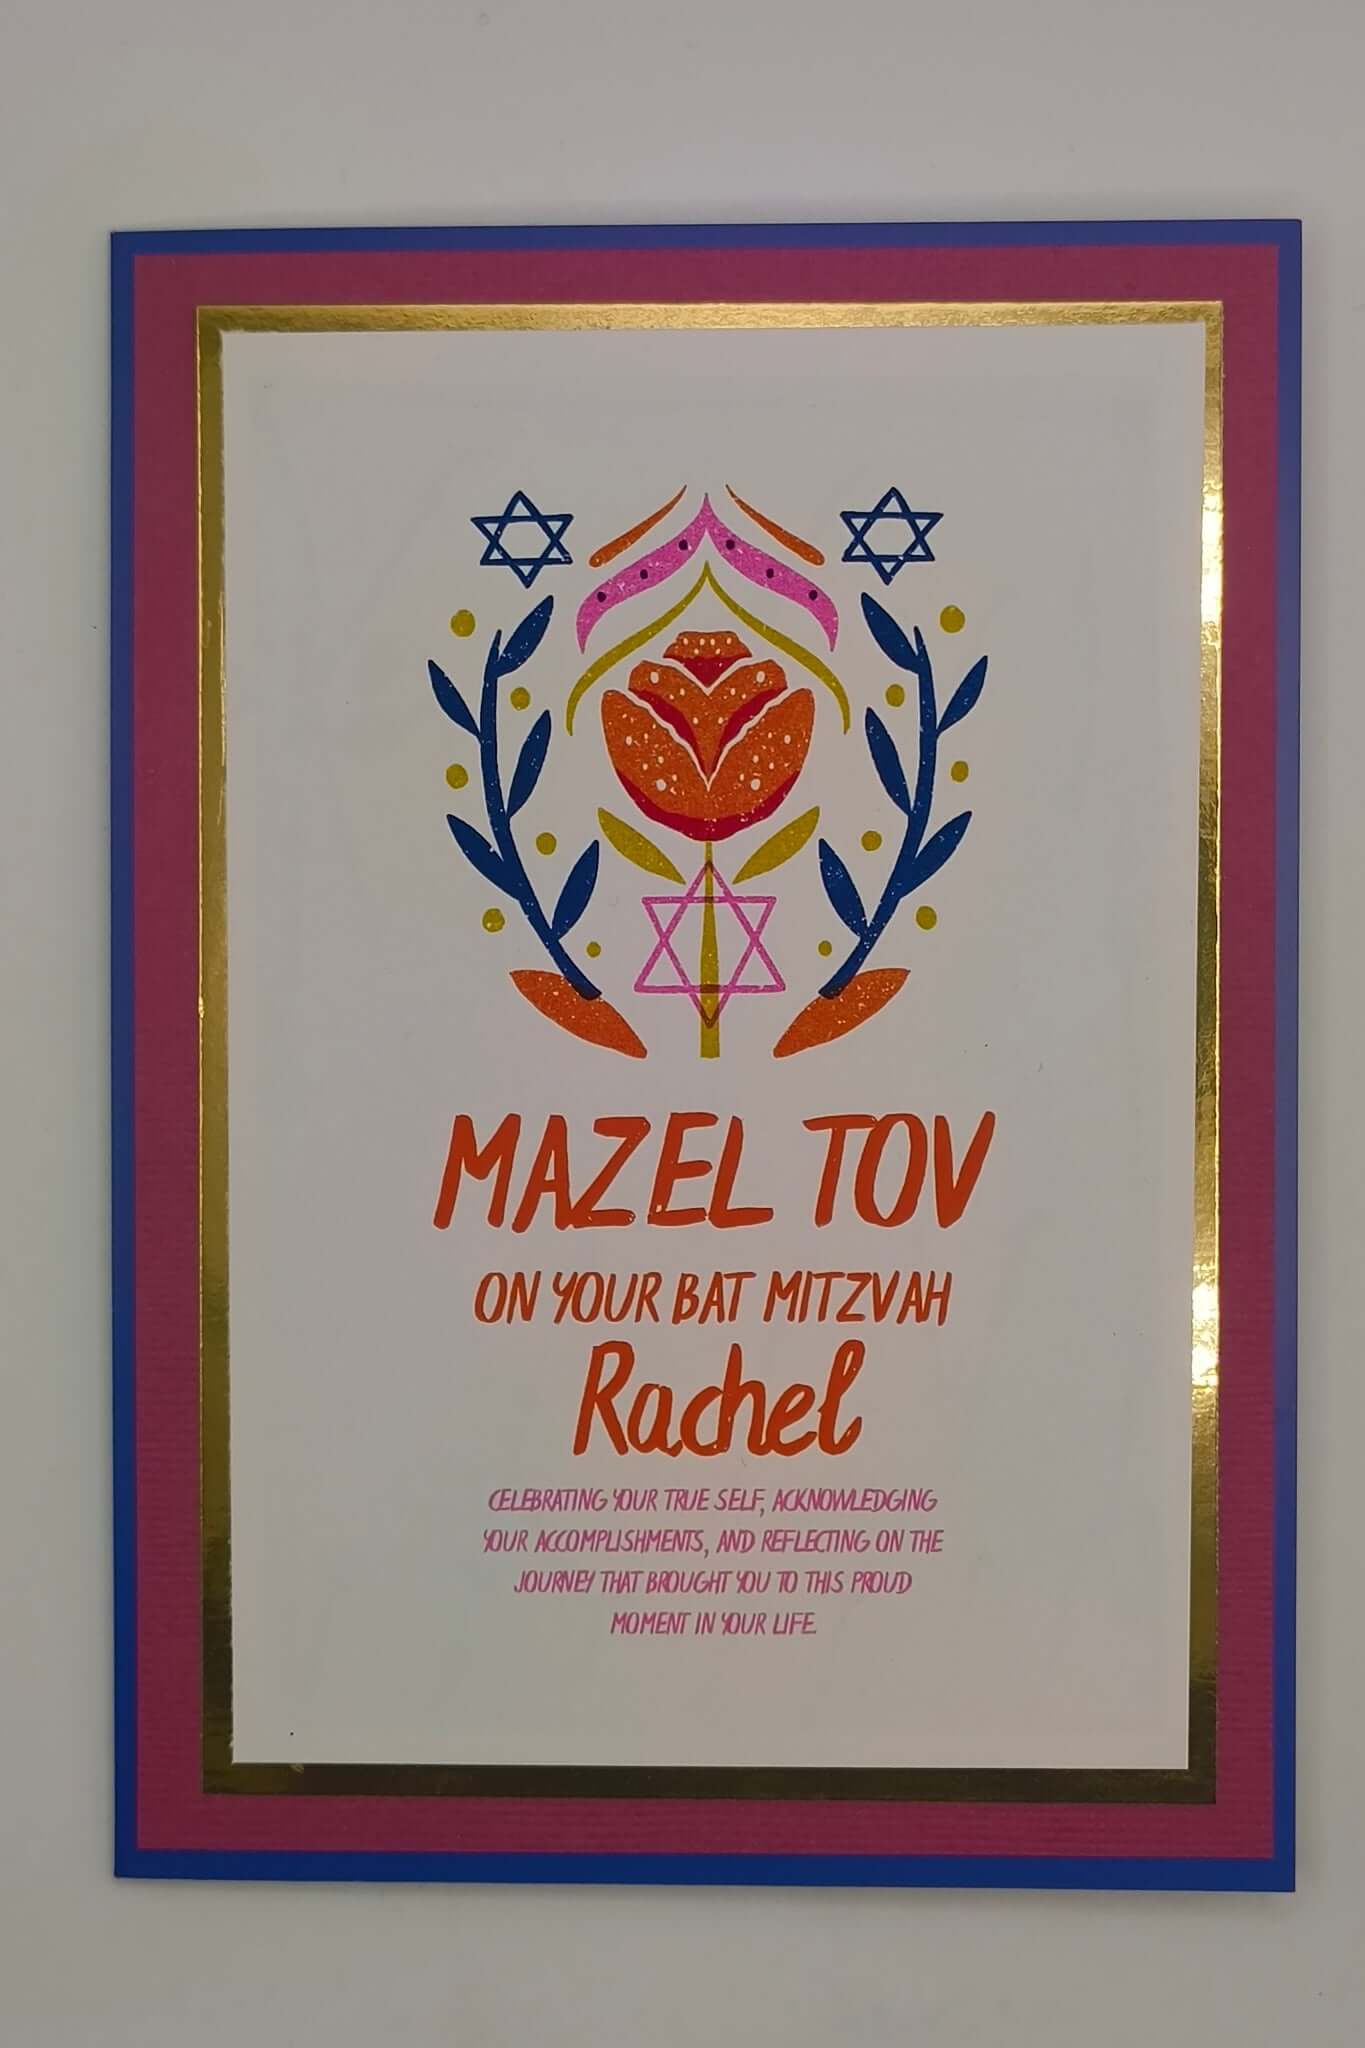 MAZEL TOV
ON YOUR BAT MITZVAH
Rachel
CELEBRATING YOUR TRUE SELF, ACKNOWLEDGING
YOUR ACCOMPLISHMENTS, AND REFLECTING ON THE
JOURNEY THAT BROUGHT YOU TO THIS PROUD
MOMENT IN YOUR LIFE.